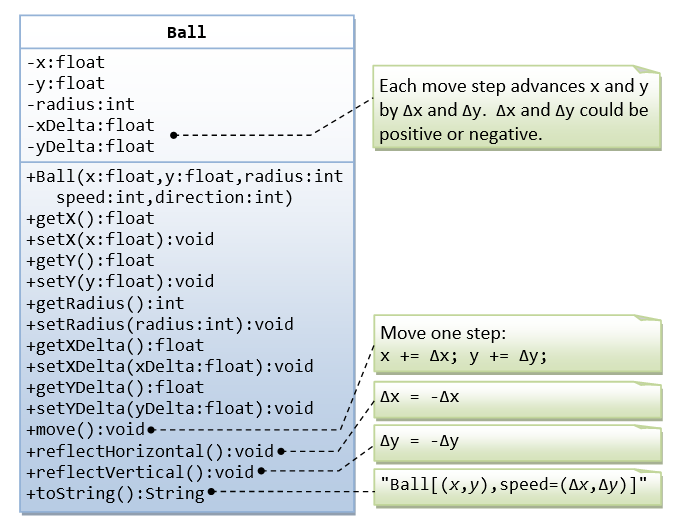 Ball
-x:float
-y:float
-radius:int
-xDelta:float
-yDelta:float
Each move step advances x and y
by Δx and Δy. Δx and Δy could be
positive or negative.
+Ball(x:float,y:float,radius:int
speed:int,direction:int)
+getX():float
+setX(x:float):void
+getY():float
+setY(y:float):void
+getRadius():int
+setRadius(radius:int):void
+getXDelta():float
+setXDelta(xDelta:float):void
+getYDelta():float
+setYDelta(yDelta:float):void
+move():void
+reflectHorizontal():void
+reflectVertical():void
+toString():String
Move one step:
x += Δx; y += Δy;
Δx = -Δx
Δy = -Δy
"Ball[(x,y),speed=(Δx,Δy)]"